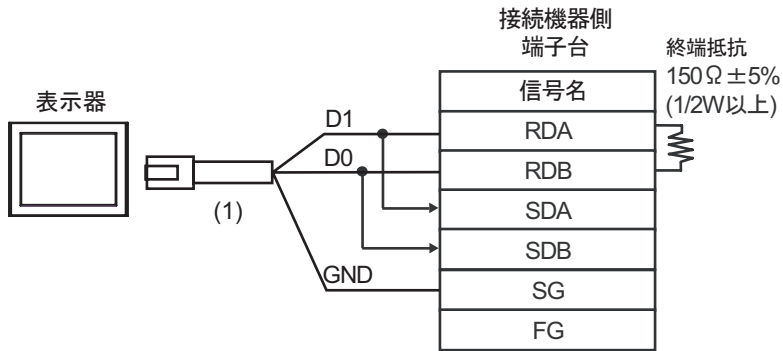 接続機器側
端子台
終端抵抗
150Ω±5%
(1/2W以上)
表示器
信号名
D1
RDA
D0
RDB
(1)
SDA
SDB
GND
SG
FG